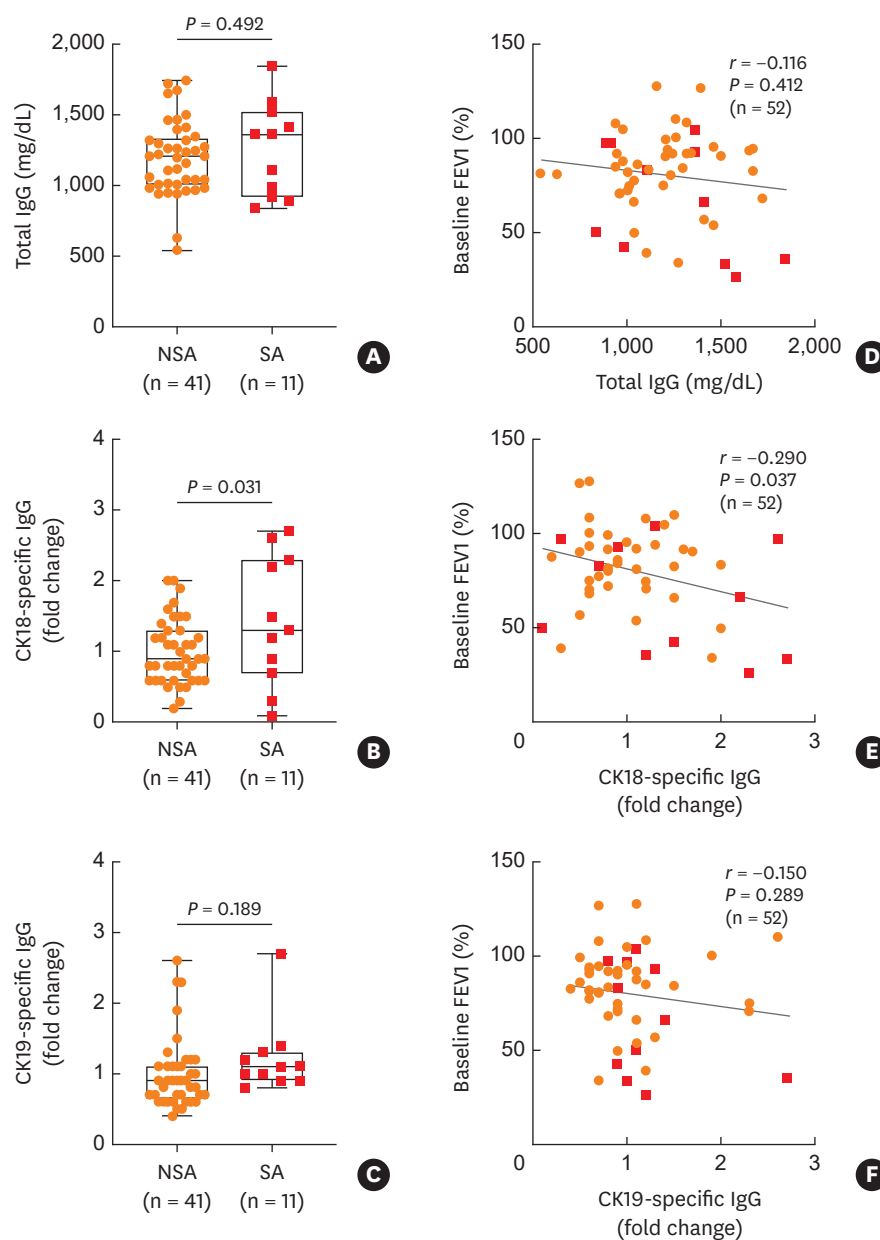 P = 0.492
2,000
1,500
1,000
500
0
Total IgG (mg/dL)
NSA
(n = 41)
SA
(n = 11)
A
150
100
50
0
Baseline FEV1 (%)
r = −0.116
P = 0.412
(n = 52)
500
1,000
1,500
2,000
Total IgG (mg/dL)
D
4
3
2
1
0
CK18-specific IgG
(fold change)
P = 0.031
NSA
(n = 41)
SA
(n = 11)
B
150
100
50
0
Baseline FEV1 (%)
r = −0.290
P = 0.037
(n = 52)
0
1
2
3
CK18-specific IgG
(fold change)
E
4
3
2
1
0
CK19-specific IgG
(fold change)
P = 0.189
NSA
(n = 41)
SA
(n = 11)
C
150
100
50
0
Baseline FEV1 (%)
r = −0.150
P = 0.289
(n = 52)
0
1
2
3
CK19-specific IgG
(fold change)
F